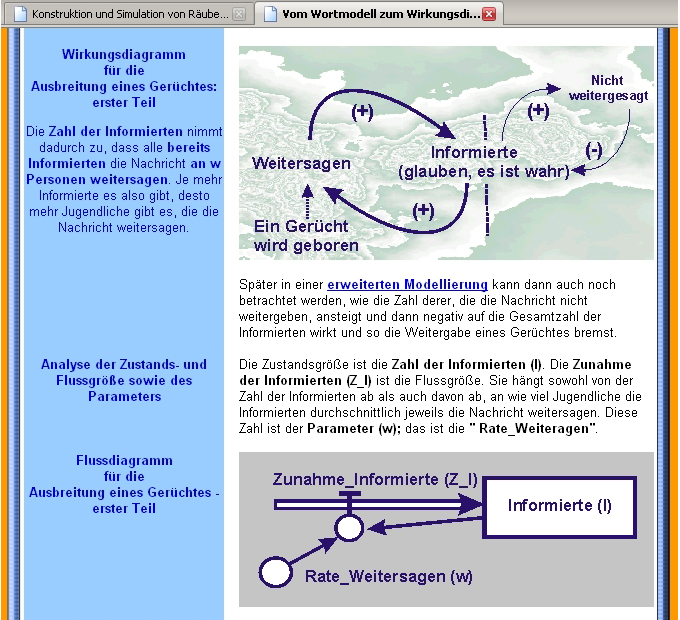 Konstruktion und Simulation von Räube...
Vom Wortmodell zum Wirkungsdi...
Wirkungsdiagramm
für die
Ausbreitung eines Gerüchtes:
erster Teil
Die Zahl der Informierten nimmt
dadurch zu, dass alle bereits
Informierten die Nachricht an w
Personen weitersagen. Je mehr
Informierte es also gibt, desto
mehr Jugendliche gibt es, die die
Nachricht weitersagen.
Nicht
weitergesagt
(+)
(+)
(-)
Weitersagen
Informierte
(glauben, es ist wahr)
(+)
Ein Gerücht
wird geboren
Später in einer erweiterten Modellierung kann dann auch noch
betrachtet werden, wie die Zahl derer, die die Nachricht nicht
weitergeben, ansteigt und dann negativ auf die Gesamtzahl der
Informierten wirkt und so die Weitergabe eines Gerüchtes bremst.
Analyse der Zustands- und
Flussgröße sowie des
Parameters
Die Zustandsgröße ist die Zahl der Informierten (I). Die Zunahme
der Informierten (Z_I) ist die Flussgröße. Sie hängt sowohl von der
Zahl der Informierten ab als auch davon ab, an wie viel Jugendliche die
Informierten durchschnittlich jeweils die Nachricht weitersagen. Diese
Zahl ist der Parameter (w); das ist die " Rate_Weiteragen".
Flussdiagramm
für die
Ausbreitung eines Gerüchtes -
erster Teil
Zunahme_Informierte (Z_I)
Informierte (I)
Rate_Weitersagen (w)